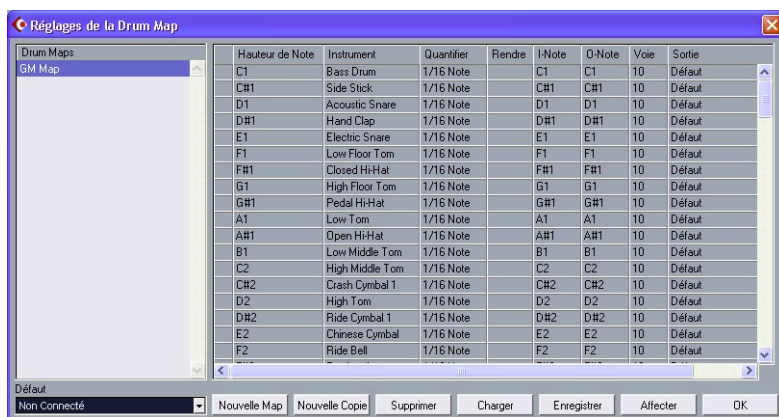 Réglages de la Drum Map
Drum Maps
GM Map
Hauteur de Note Instrument Quantifier Rendre I-Note O-Note Voie Sortie
C1 Bass Drum 1/16 Note C1 C1 10 Défaut
C#1 Side Stick 1/16 Note C#1 C#1 10 Défaut
D1 Acoustic Snare 1/16 Note D1 D1 10 Défaut
D#1 Hand Clap 1/16 Note D#1 D#1 10 Défaut
E1 Electric Snare 1/16 Note E1 E1 10 Défaut
F1 Low Floor Tom 1/16 Note F1 F1 10 Défaut
F#1 Closed Hi-Hat 1/16 Note F#1 F#1 10 Défaut
G1 High Floor Tom 1/16 Note G1 G1 10 Défaut
G#1 Pedal Hi-Hat 1/16 Note G#1 G#1 10 Défaut
A1 Low Tom 1/16 Note A1 A1 10 Défaut
A#1 Open Hi-Hat 1/16 Note A#1 A#1 10 Défaut
B1 Low Middle Tom 1/16 Note B1 B1 10 Défaut
C2 High Middle Tom 1/16 Note C2 C2 10 Défaut
C#2 Crash Cymbal 1 1/16 Note C#2 C#2 10 Défaut
D2 High Tom 1/16 Note D2 D2 10 Défaut
D#2 Ride Cymbal 1 1/16 Note D#2 D#2 10 Défaut
E2 Chinese Cymbal 1/16 Note E2 E2 10 Défaut
F2 Ride Bell 1/16 Note F2 F2 10 Défaut
Défaut
Non Connecté
Nouvelle Map Nouvelle Copie Supprimer Charger Enregistrer Affecter OK